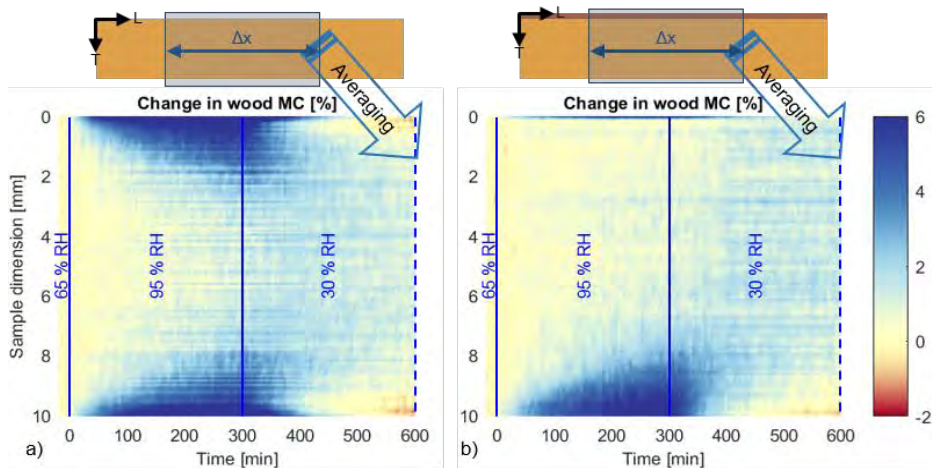 L
T
Δx
Averaging
L
T
Δx
Averaging
Change in wood MC [%]
0
2
4
6
8
10
Sample dimension [mm]
65 % RH
95 % RH
30 % RH
0 100 200 300 400 500 600
a) Time [min]
Change in wood MC [%]
0
2
4
6
8
10
65 % RH
95 % RH
30 % RH
0 100 200 300 400 500 600
b) Time [min]
6
4
2
0
-2